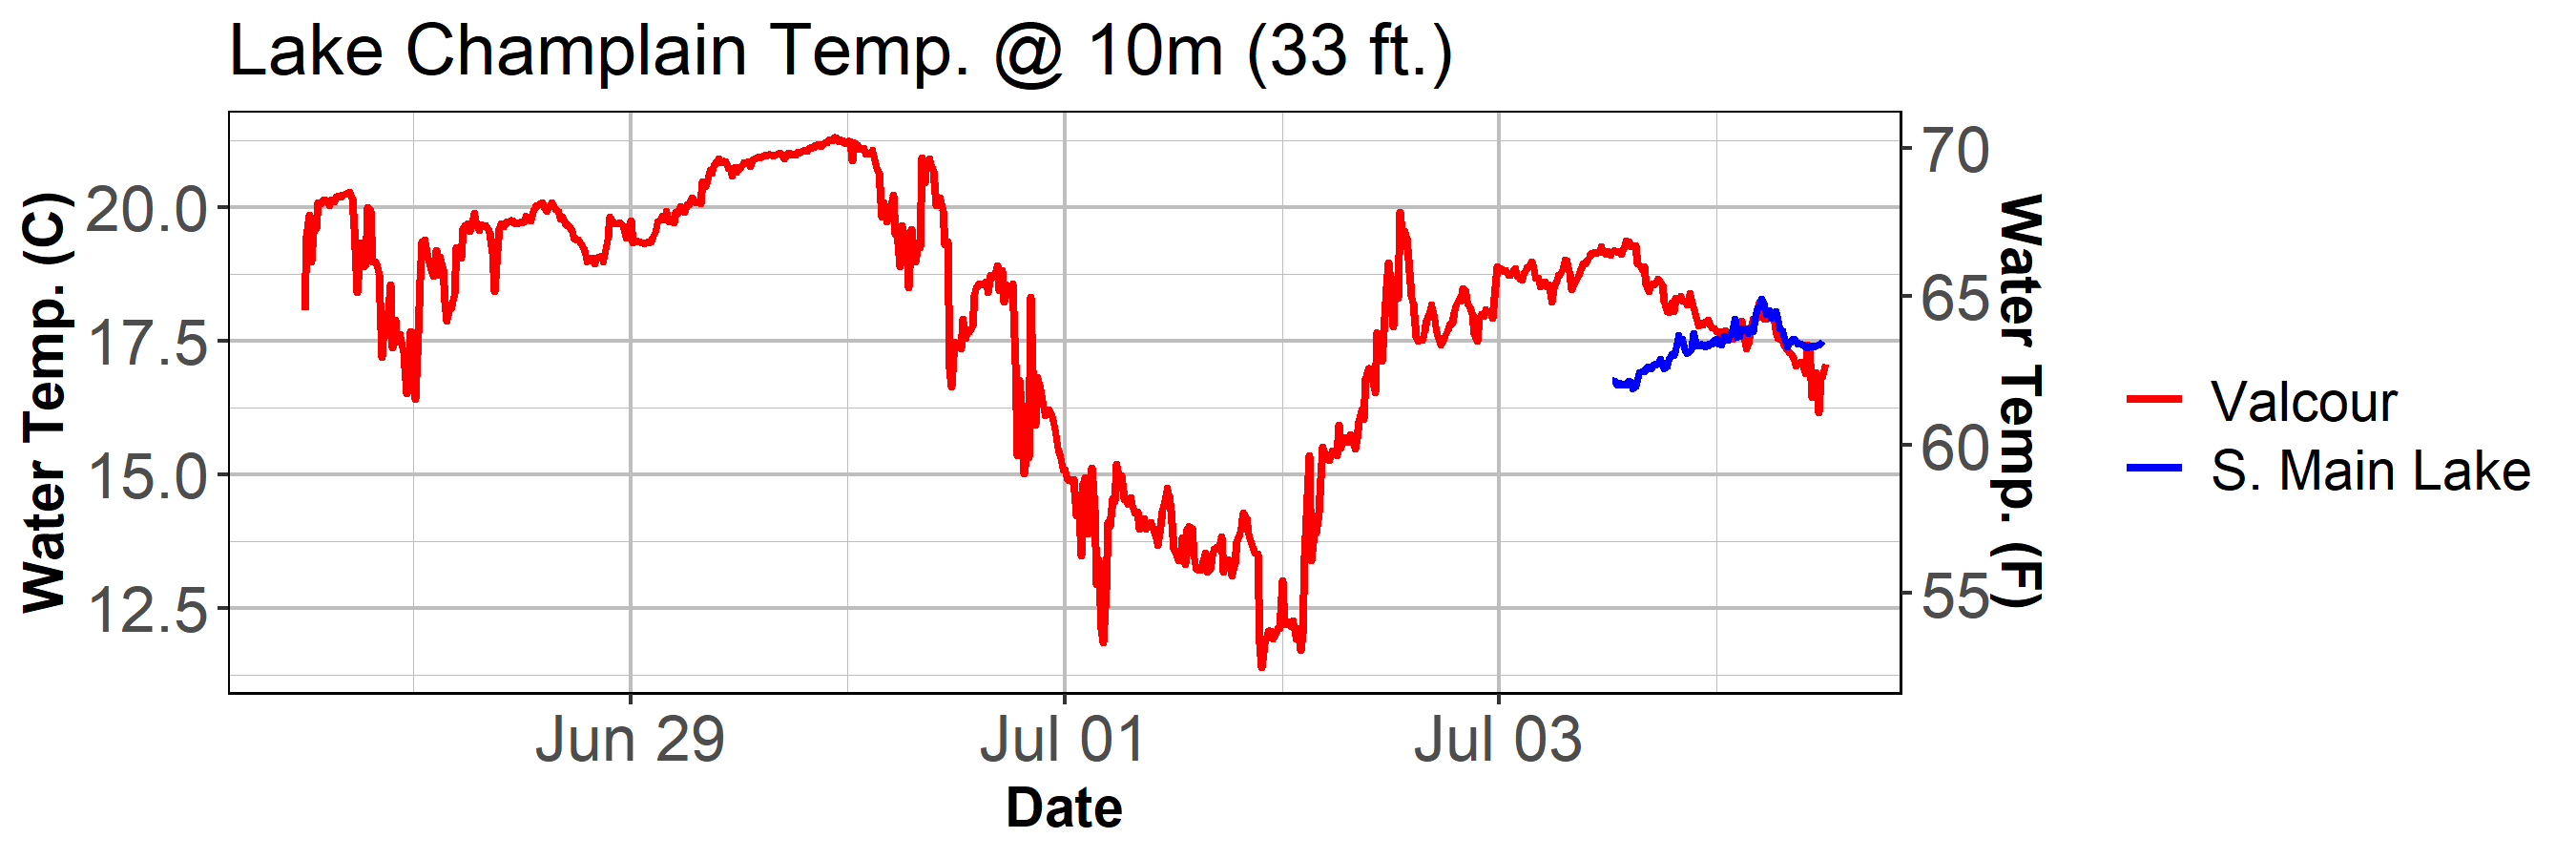 Lake Champlain Temp. @ 10m (33 ft.)
Water Temp. (C)
20.0
17.5
15.0
12.5
70
65
60
55
Water Temp. (F)
Jun 29
Jul 01
Jul 03
Date
Valcour
S. Main Lake